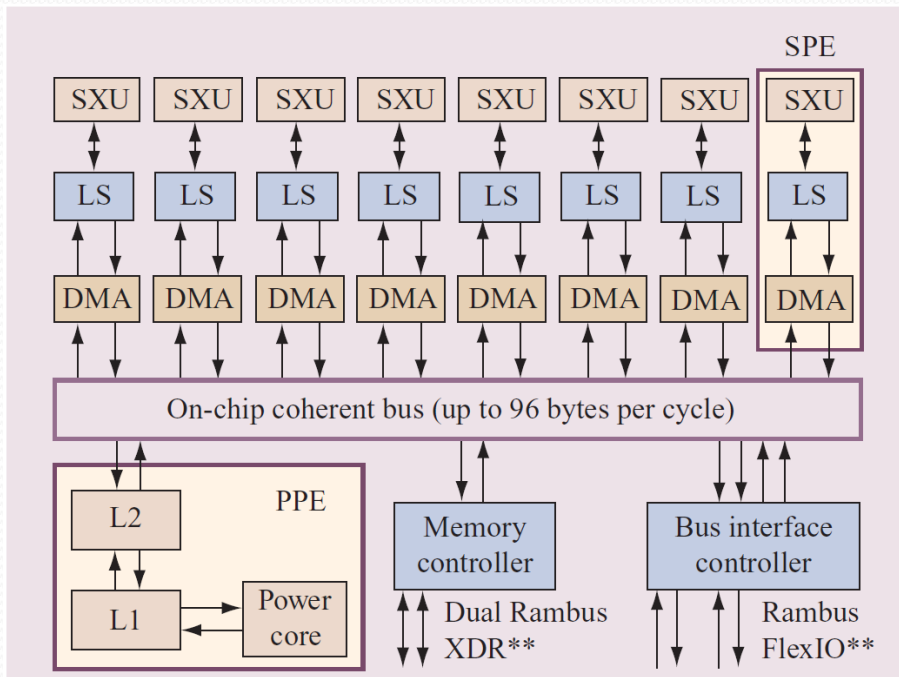 SPE
SXU SXU SXU SXU SXU SXU SXU SXU
LS LS LS LS LS LS LS LS
DMA DMA DMA DMA DMA DMA DMA DMA
On-chip coherent bus (up to 96 bytes per cycle)
PPE
L2
L1
Power
core
Memory
controller
Dual Rambus
XDR**
Bus interface
controller
Rambus
FlexIO**